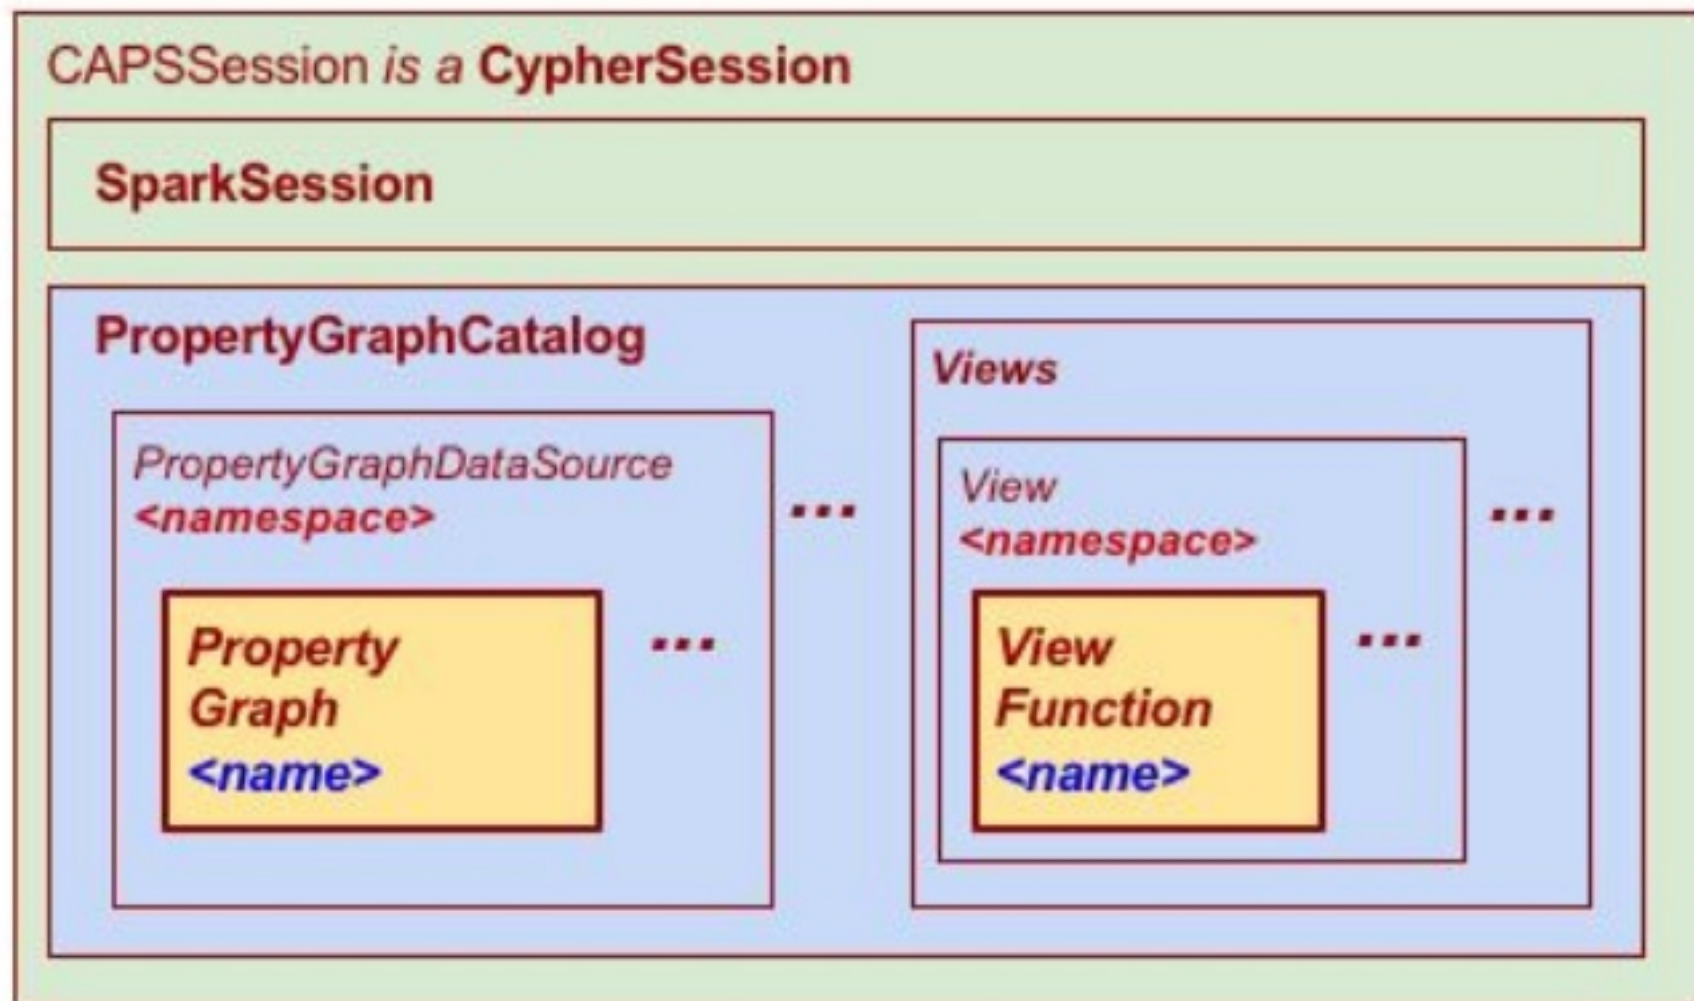 CAPSSession is a CypherSession
SparkSession
PropertyGraphCatalog
PropertyGraphDataSource
<namespace>
...
Property
Graph
<name>
...
Views
View
<namespace>
...
View
Function
<name>
...